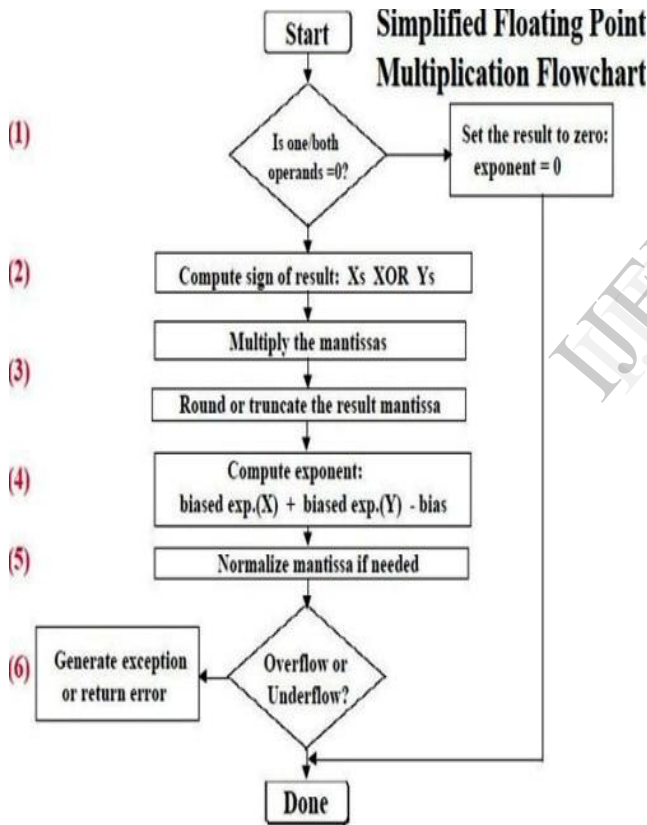 Simplified Floating Point
Multiplication Flowchart
Start
(1)
Is one/both
operands =0?
Set the result to zero:
exponent = 0
(2)
Compute sign of result: Xs XOR Ys
Multiply the mantissas
(3)
Round or truncate the result mantissa
(4)
Compute exponent:
biased exp.(X) + biased exp.(Y) - bias
(5)
Normalize mantissa if needed
(6)
Generate exception
or return error
Overflow or
Underflow?
Done